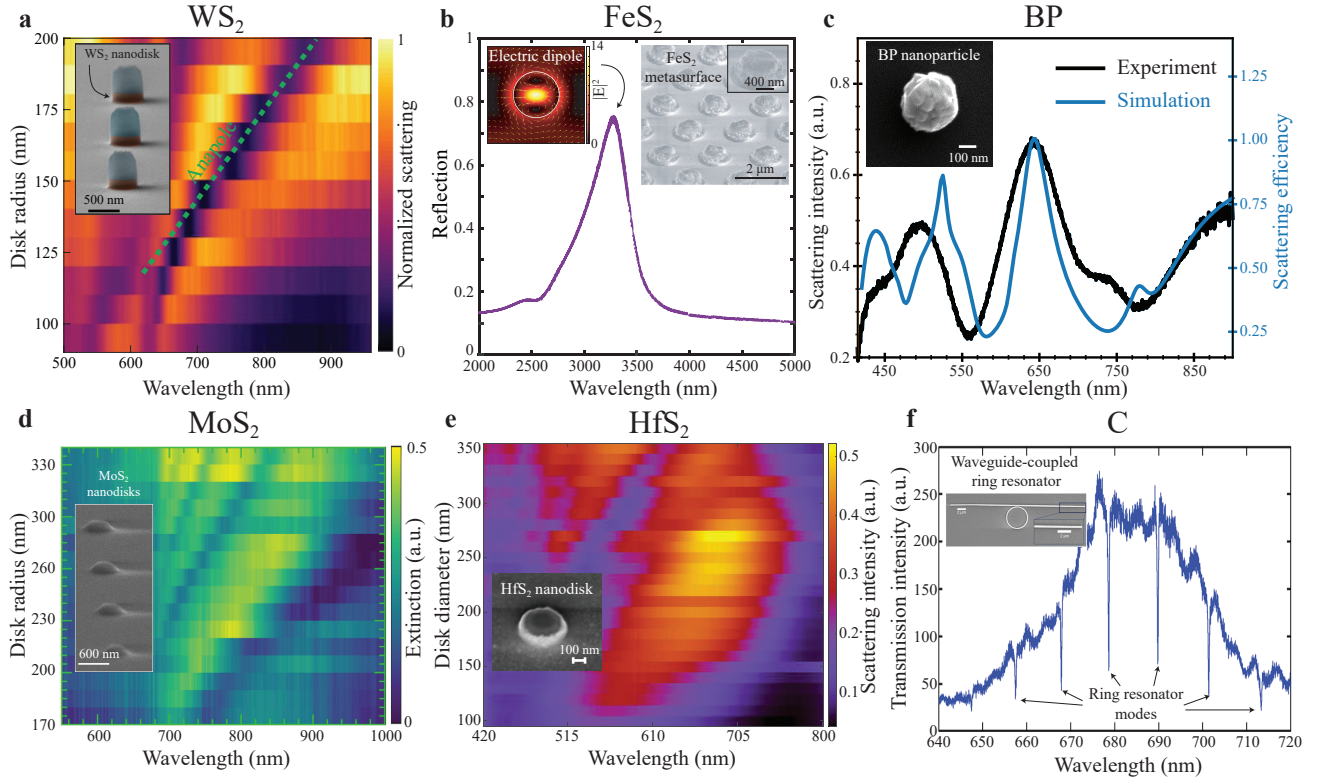 a
WS2
200
175
150
125
100
Disk radius (nm)
500
600
700
800
900
Wavelength (nm)
WS2 nanodisk
500 nm
Anapole
1
0
Normalized scattering
b
FeS2
1
0.8
0.6
0.4
0.2
0
Reflection
2000
2500
3000
3500
4000
4500
5000
Wavelength (nm)
Electric dipole
14
|E|2
0
FeS2
metasurface
400 nm
2 μm
c
BP
0.8
0.6
0.4
0.2
Scattering intensity (a.u.)
450
550
650
750
850
Wavelength (nm)
BP nanoparticle
100 nm
Experiment
Simulation
1.25
1.00
0.75
0.50
0.25
Scattering efficiency
d
MoS2
330
300
260
230
200
170
Disk radius (nm)
600
700
800
900
1000
Wavelength (nm)
MoS2
nanodisks
600 nm
0.5
0
Extinction (a.u.)
e
HfS2
350
300
250
200
150
100
Disk diameter (nm)
420
515
610
705
800
Wavelength (nm)
HfS2 nanodisk
100 nm
0.5
0.4
0.3
0.2
0.1
Scattering intensity (a.u.)
f
C
300
250
200
150
100
50
0
Transmission intensity (a.u.)
640
660
670
680
690
700
710
720
Wavelength (nm)
Waveguide-coupled
ring resonator
Ring resonator
modes